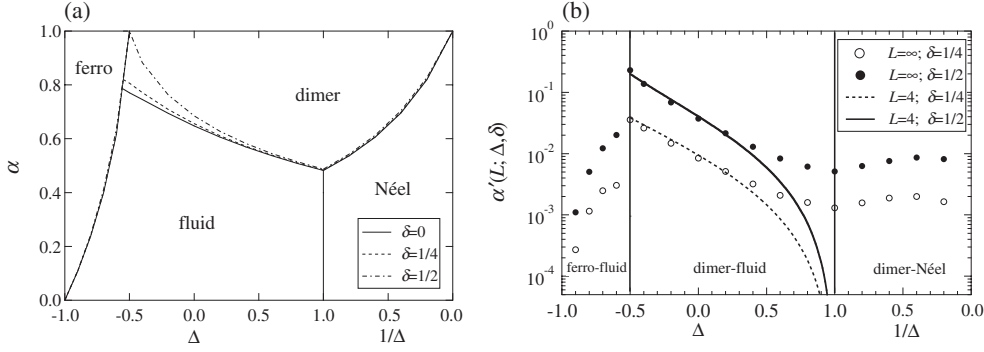 (a)
α
1.0
0.8
0.6
0.4
0.2
0.0
ferro
dimer
fluid
Néel
δ=0
δ=1/4
δ=1/2
-1.0
-0.5
0.0
0.5
1.0
0.5
0.0
Δ
1/Δ
(b)
α′(L; Δ,δ)
10⁰
10⁻¹
10⁻²
10⁻³
10⁻⁴
L=∞; δ=1/4
L=∞; δ=1/2
L=4; δ=1/4
L=4; δ=1/2
ferro-fluid
dimer-fluid
dimer-Néel
-1.0
-0.5
0.0
0.5
1.0
0.5
0.0
Δ
1/Δ